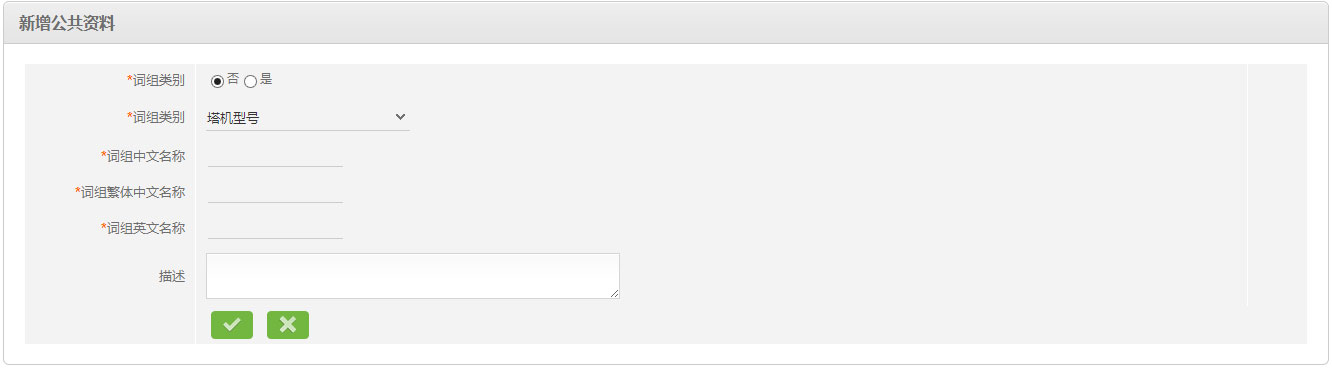 新增公共资料
*词组类别 否 是
*词组类别 塔机型号
*词组中文名称
*词组繁体中文名称
*词组英文名称
描述